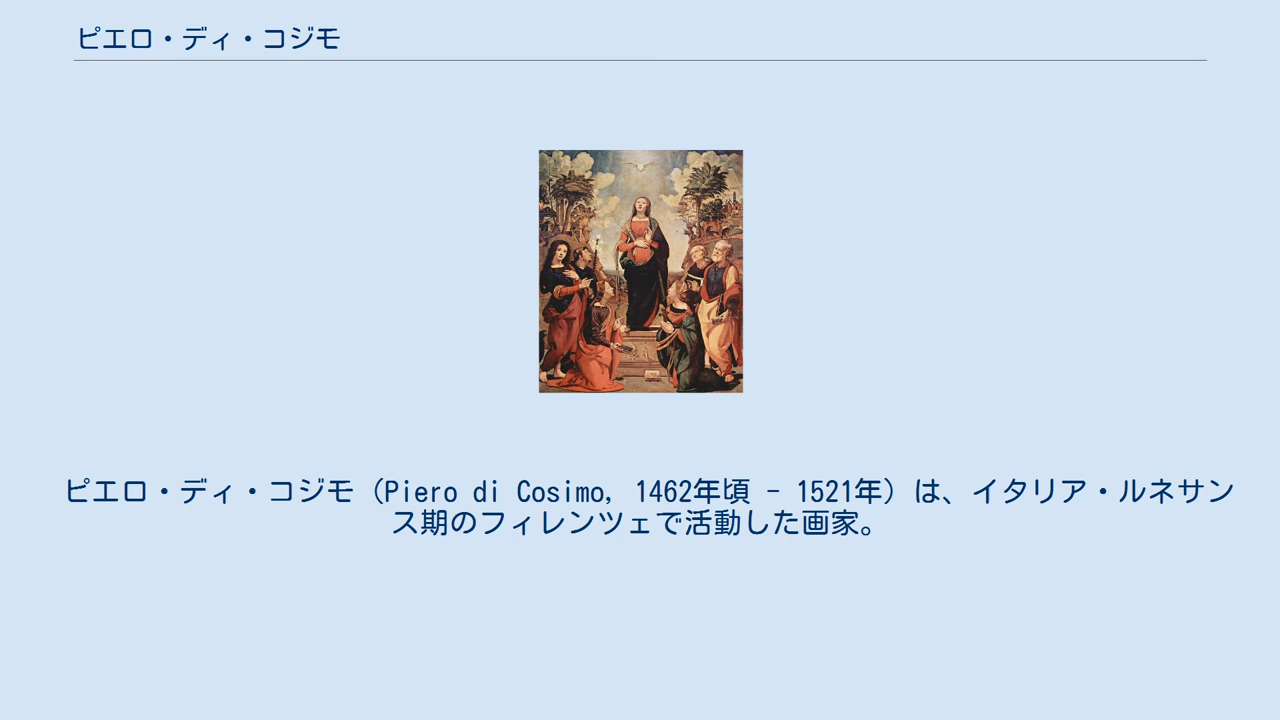 ピエロ・ディ・コジモ
ピエロ・ディ・コジモ（Piero di Cosimo, 1462年頃 - 1521年）は、イタリア・ルネサン
ス期のフィレンツェで活動した画家。